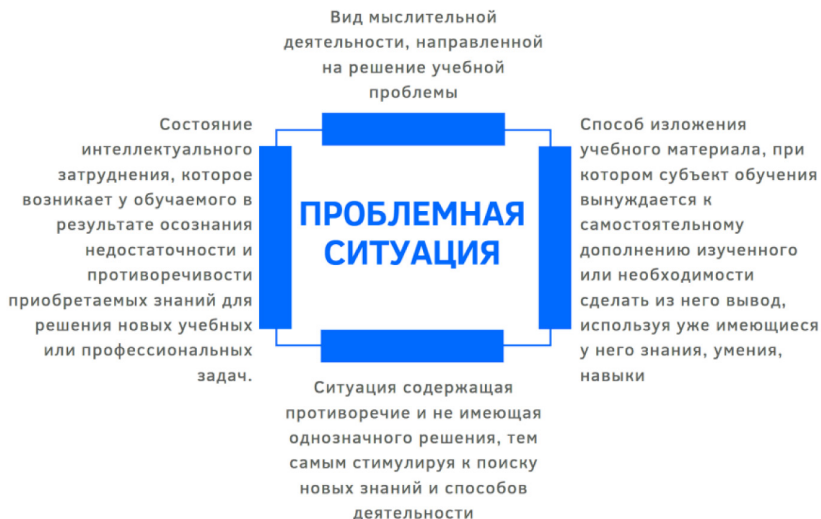 Вид мыслительной
деятельности, направленной
на решение учебной
проблемы
Состояние
интеллектуального
затруднения, которое
возникает у обучаемого в
результате осознания
недостаточности и
противоречивости
приобретаемых знаний для
решения новых учебных
или профессиональных
задач.
ПРОБЛЕМНАЯ
СИТУАЦИЯ
Способ изложения
учебного материала, при
котором субъект обучения
вынуждается к
самостоятельному
дополнению изученного
или необходимости
сделать из него вывод,
используя уже имеющиеся
у него знания, умения,
навыки
Ситуация содержащая
противоречие и не имеющая
однозначного решения, тем
самым стимулируя к поиску
новых знаний и способов
деятельности